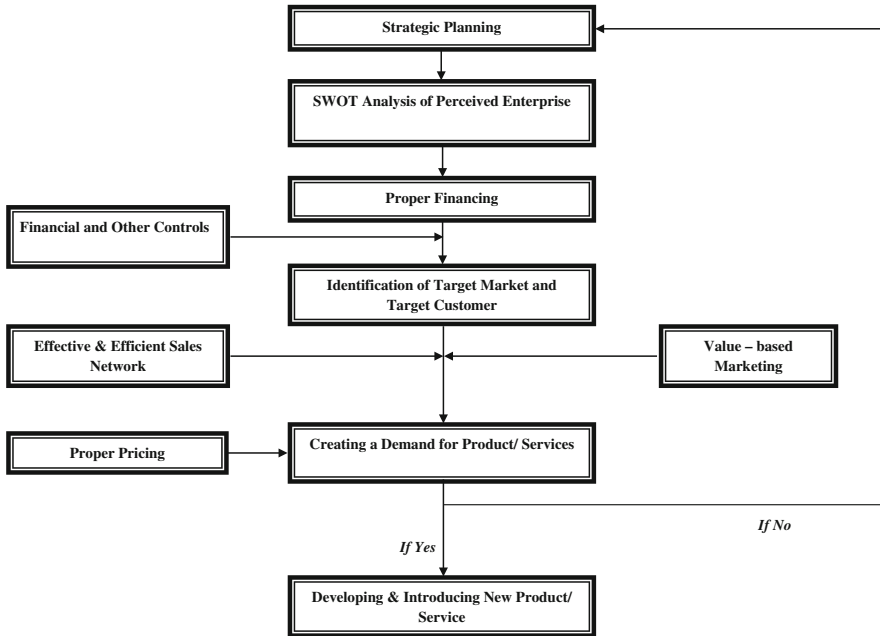 Strategic Planning
SWOT Analysis of Perceived Enterprise
Proper Financing
Financial and Other Controls
Identification of Target Market and
Target Customer
Effective & Efficient Sales
Network
Value – based
Marketing
Creating a Demand for Product/ Services
Proper Pricing
If No
If Yes
Developing & Introducing New Product/
Service